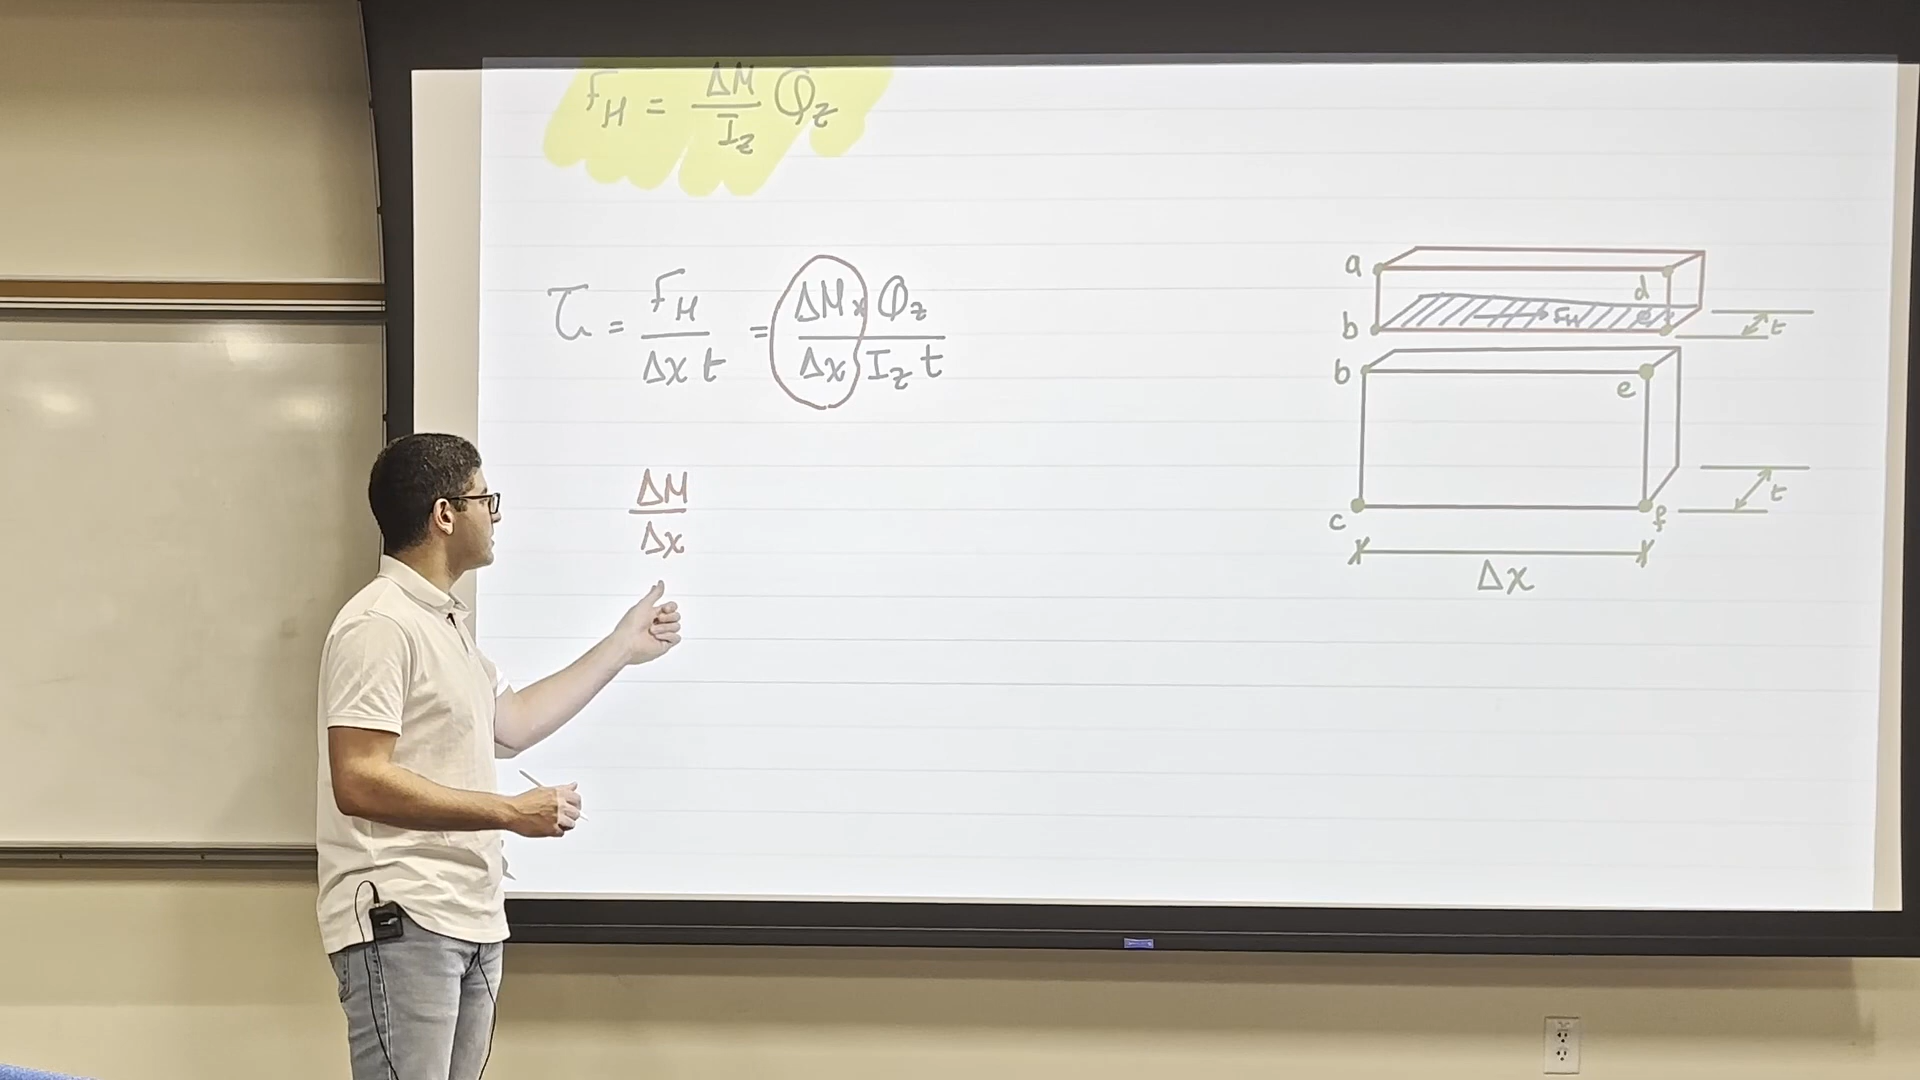 F_H = ΔM/I_z Q_z
τ = F_H/(Δx t) = (ΔM × Q_z)/(Δx I_z t)
ΔM/Δx
a
d
b
e
F_H
t
b
e
c
f
t
Δx